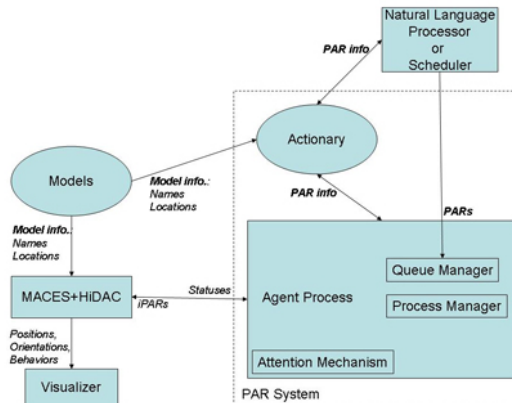 Natural Language
Processor
or
Scheduler
PAR info
Actionary
Models
Model info.:
Names
Locations
PAR info
Model info.:
Names
Locations
PARs
Queue Manager
MACES+HiDAC
Statuses
iPARs
Agent Process
Process Manager
Positions,
Orientations,
Behaviors
Attention Mechanism
Visualizer
PAR System